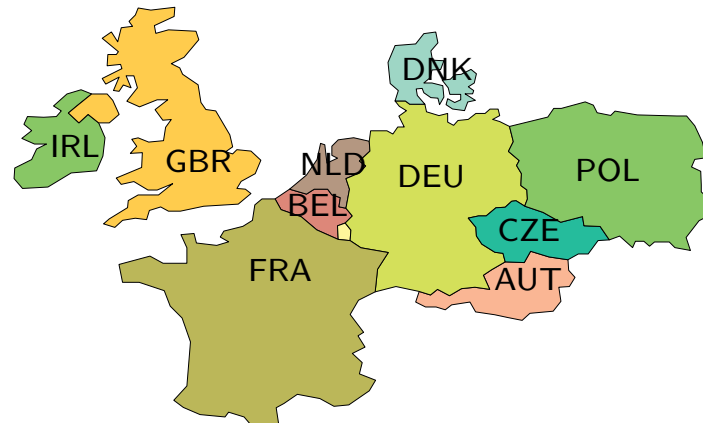 DNK
IRL
GBR
NLD
DEU
POL
BEL
CZE
FRA
AUT